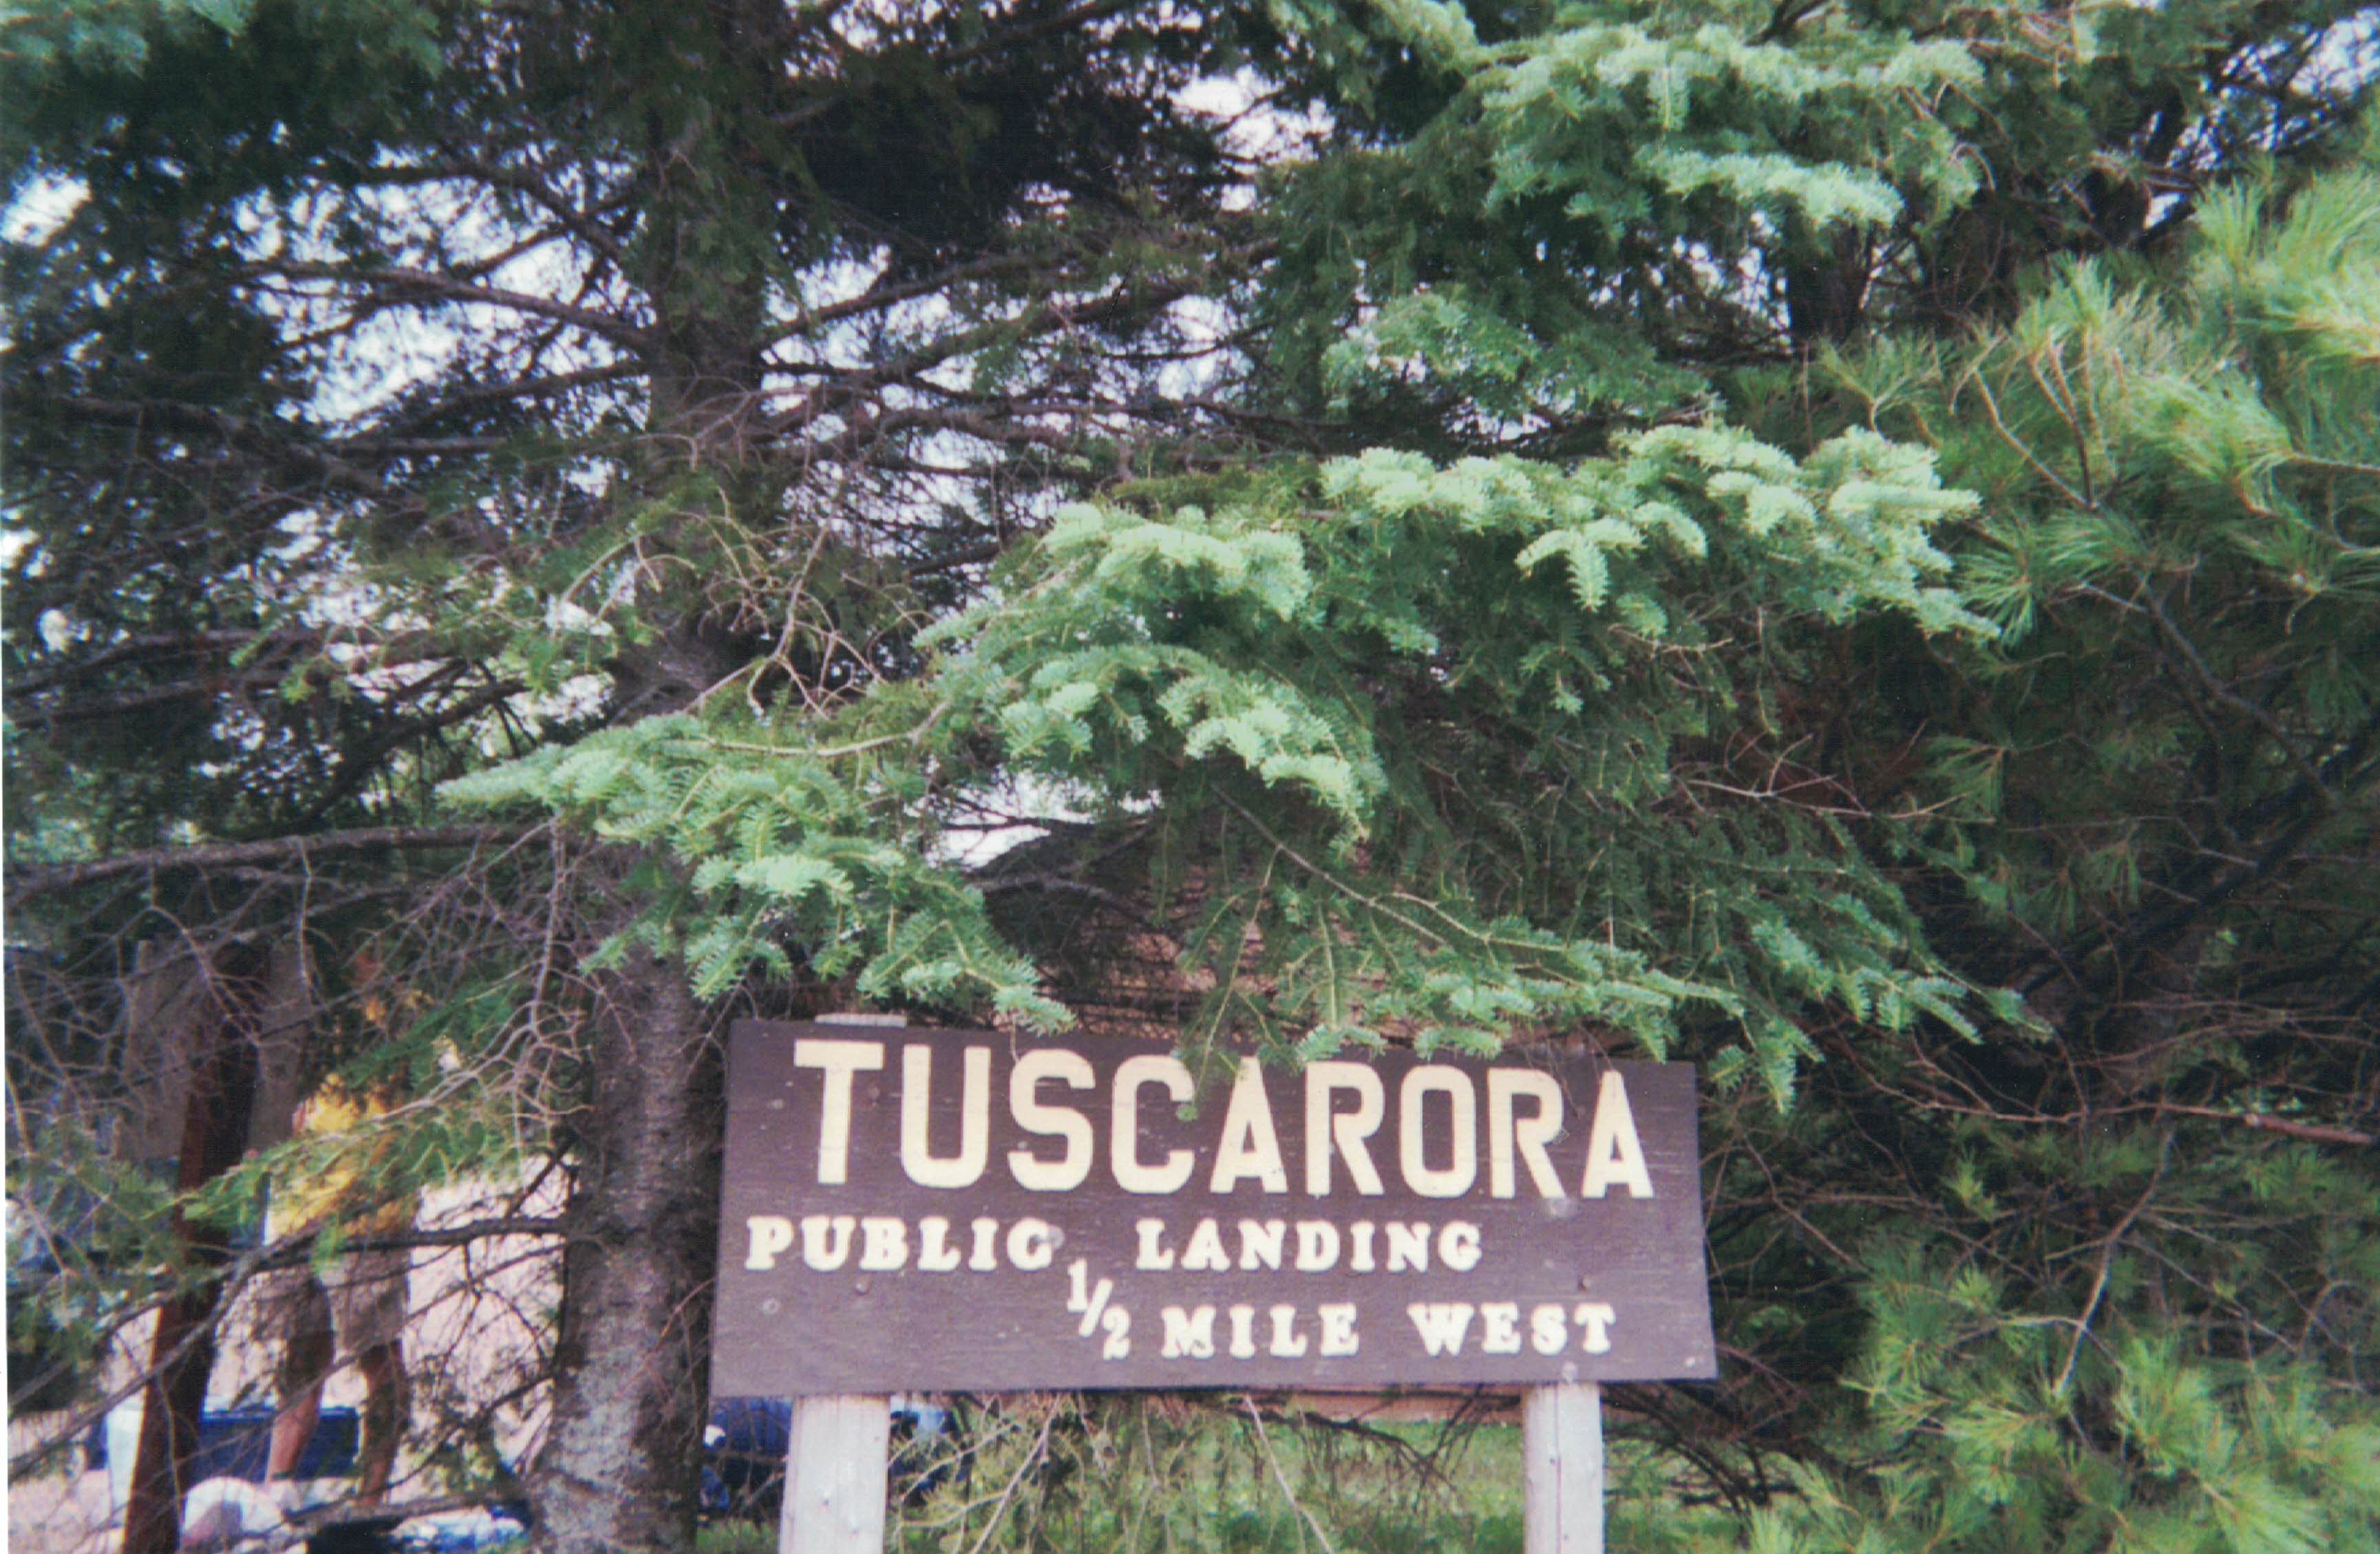 TUSCARORA
PUBLIC LANDING
1/2 MILE WEST